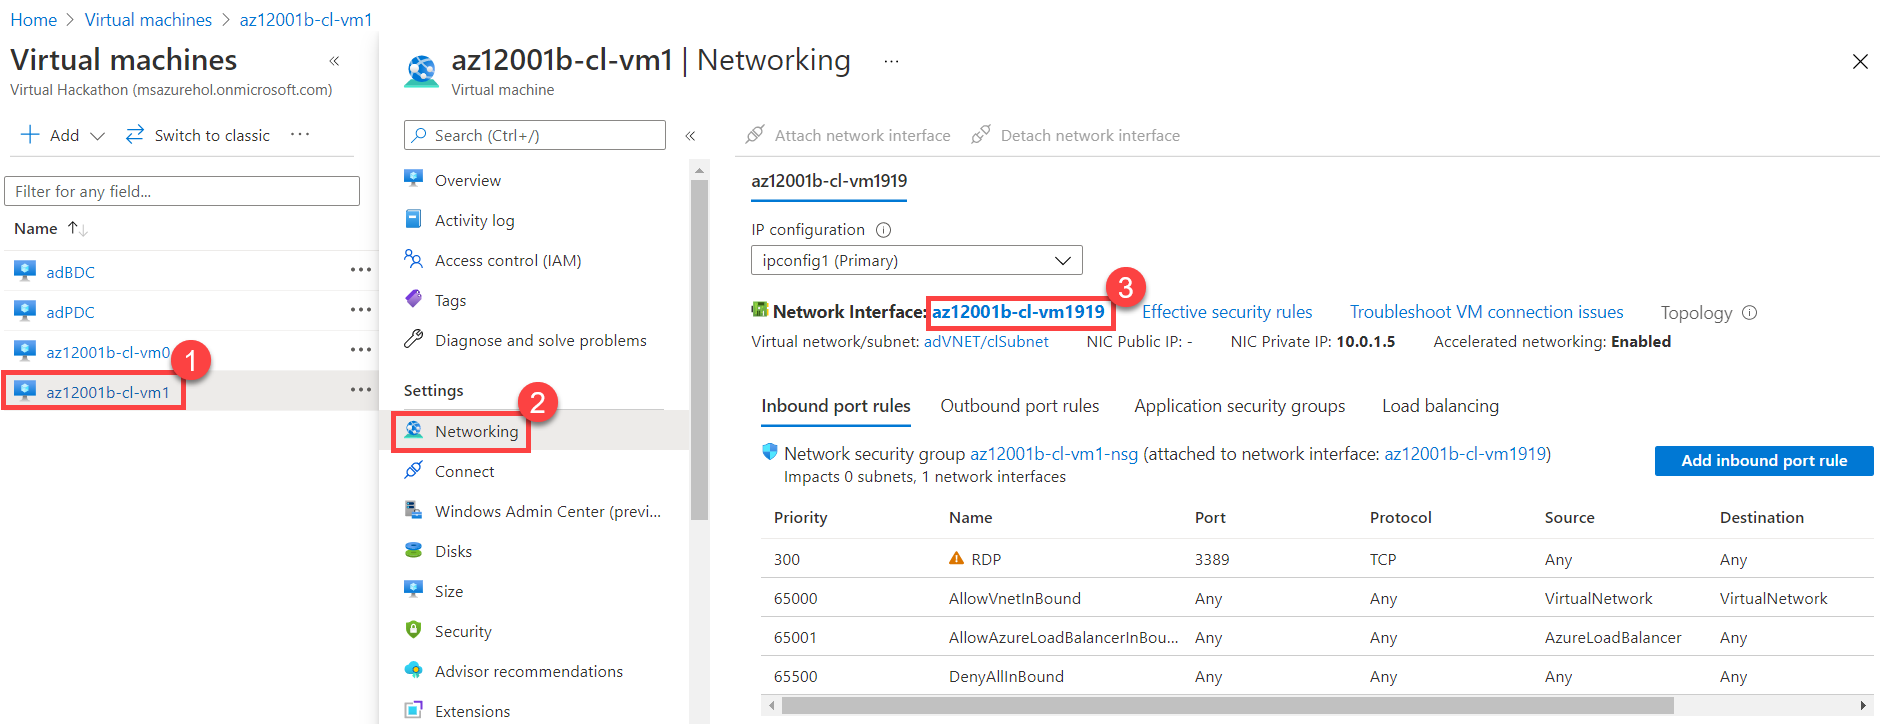 Home > Virtual machines > az12001b-cl-vm1
Virtual machines
«
Virtual Hackathon (msazurehol.onmicrosoft.com)
Add
Switch to classic
...
Filter for any field...
Name ↑↓
adBDC ...
adPDC ...
az12001b-cl-vm0 ...
1
az12001b-cl-vm1 ...
az12001b-cl-vm1 | Networking ...
Virtual machine
Search (Ctrl+/)
«
Overview
Activity log
Access control (IAM)
Tags
Diagnose and solve problems
Settings
2
Networking
Connect
Windows Admin Center (previ...
Disks
Size
Security
Advisor recommendations
Extensions
Attach network interface
Detach network interface
az12001b-cl-vm1919
IP configuration
ipconfig1 (Primary)
3
Network Interface: az12001b-cl-vm1919 Effective security rules Troubleshoot VM connection issues Topology
Virtual network/subnet: adVNET/clSubnet NIC Public IP: - NIC Private IP: 10.0.1.5 Accelerated networking: Enabled
Inbound port rules Outbound port rules Application security groups Load balancing
Network security group az12001b-cl-vm1-nsg (attached to network interface: az12001b-cl-vm1919)
Impacts 0 subnets, 1 network interfaces
Add inbound port rule
Priority Name Port Protocol Source Destination
300 RDP 3389 TCP Any Any
65000 AllowVnetInBound Any Any VirtualNetwork VirtualNetwork
65001 AllowAzureLoadBalancerInBou... Any Any AzureLoadBalancer Any
65500 DenyAllInBound Any Any Any Any